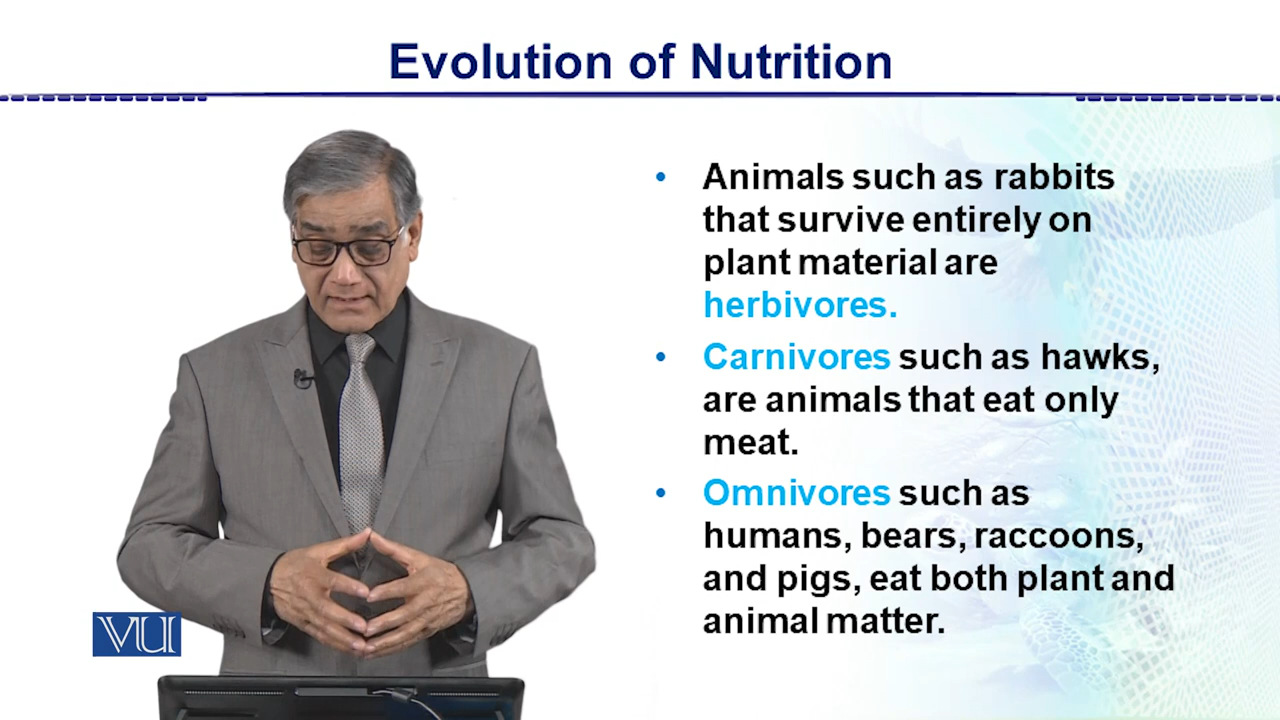 Evolution of Nutrition
• Animals such as rabbits
that survive entirely on
plant material are
herbivores.
• Carnivores such as hawks,
are animals that eat only
meat.
• Omnivores such as
humans, bears, raccoons,
and pigs, eat both plant and
animal matter.
VU